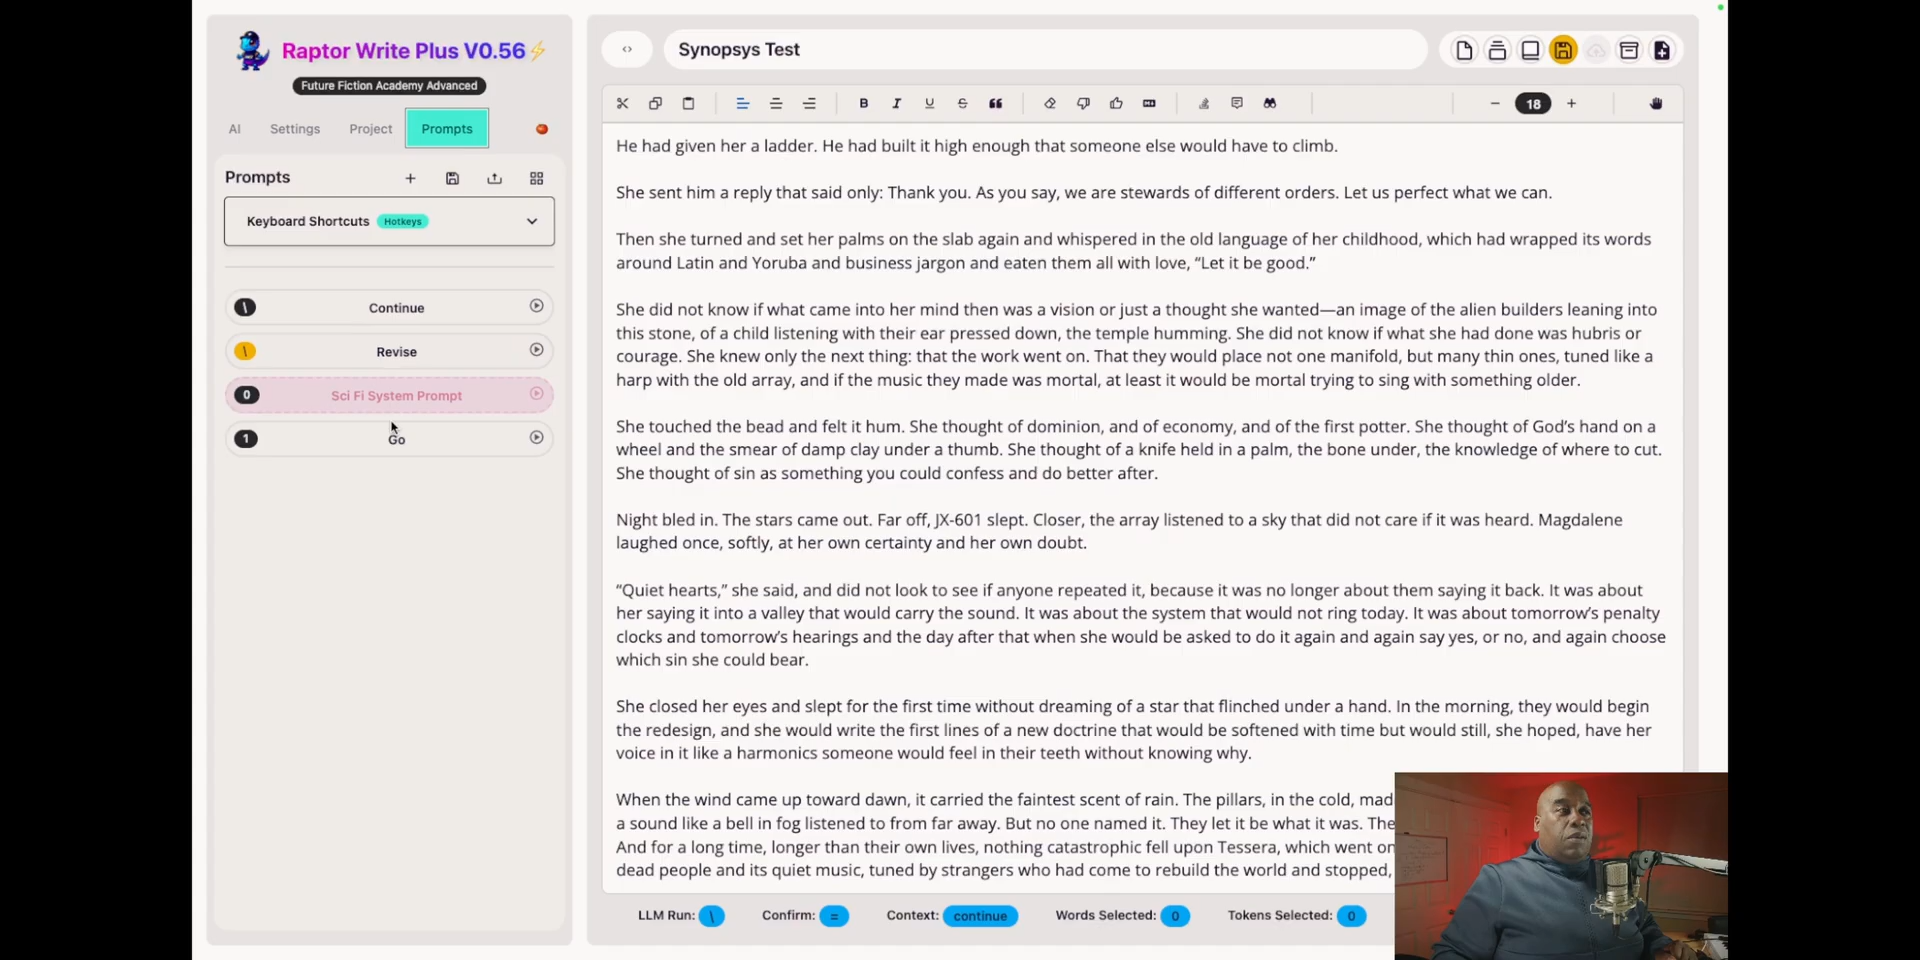 Raptor Write Plus V0.56⚡
Future Fiction Academy Advanced
AI Settings Project Prompts
Prompts
Keyboard Shortcuts Hotkeys
\ Continue
\ Revise
0 Sci Fi System Prompt
1 Go
Synopsys Test
B I U S 18
He had given her a ladder. He had built it high enough that someone else would have to climb.
She sent him a reply that said only: Thank you. As you say, we are stewards of different orders. Let us perfect what we can.
Then she turned and set her palms on the slab again and whispered in the old language of her childhood, which had wrapped its words
around Latin and Yoruba and business jargon and eaten them all with love, “Let it be good.”
She did not know if what came into her mind then was a vision or just a thought she wanted—an image of the alien builders leaning into
this stone, of a child listening with their ear pressed down, the temple humming. She did not know if what she had done was hubris or
courage. She knew only the next thing: that the work went on. That they would place not one manifold, but many thin ones, tuned like a
harp with the old array, and if the music they made was mortal, at least it would be mortal trying to sing with something older.
She touched the bead and felt it hum. She thought of dominion, and of economy, and of the first potter. She thought of God’s hand on a
wheel and the smear of damp clay under a thumb. She thought of a knife held in a palm, the bone under, the knowledge of where to cut.
She thought of sin as something you could confess and do better after.
Night bled in. The stars came out. Far off, JX-601 slept. Closer, the array listened to a sky that did not care if it was heard. Magdalene
laughed once, softly, at her own certainty and her own doubt.
“Quiet hearts,” she said, and did not look to see if anyone repeated it, because it was no longer about them saying it back. It was about
her saying it into a valley that would carry the sound. It was about the system that would not ring today. It was about tomorrow’s penalty
clocks and tomorrow’s hearings and the day after that when she would be asked to do it again and again say yes, or no, and again choose
which sin she could bear.
She closed her eyes and slept for the first time without dreaming of a star that flinched under a hand. In the morning, they would begin
the redesign, and she would write the first lines of a new doctrine that would be softened with time but would still, she hoped, have her
voice in it like a harmonics someone would feel in their teeth without knowing why.
When the wind came up toward dawn, it carried the faintest scent of rain. The pillars, in the cold, mad
a sound like a bell in fog listened to from far away. But no one named it. They let it be what it was. The
And for a long time, longer than their own lives, nothing catastrophic fell upon Tessera, which went on
dead people and its quiet music, tuned by strangers who had come to rebuild the world and stopped,
LLM Run: \ Confirm: = Context: continue Words Selected: 0 Tokens Selected: 0